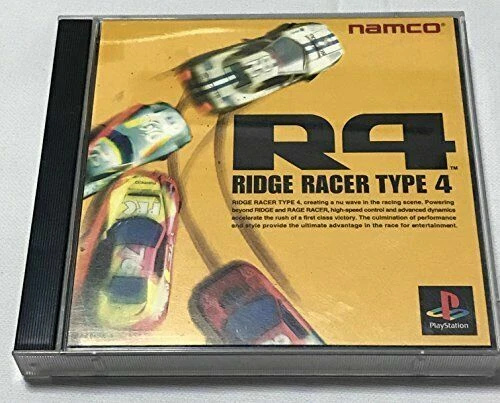 namco
R4
RIDGE RACER TYPE 4
RIDGE RACER TYPE 4, creating a nu wave in the racing scene. Powering
beyond RIDGE and RAGE RACER, high-speed control and advanced dynamics
accelerate the rush of a first class victory. The culmination of performance
and style provide the ultimate advantage in the race for entertainment.
PlayStation